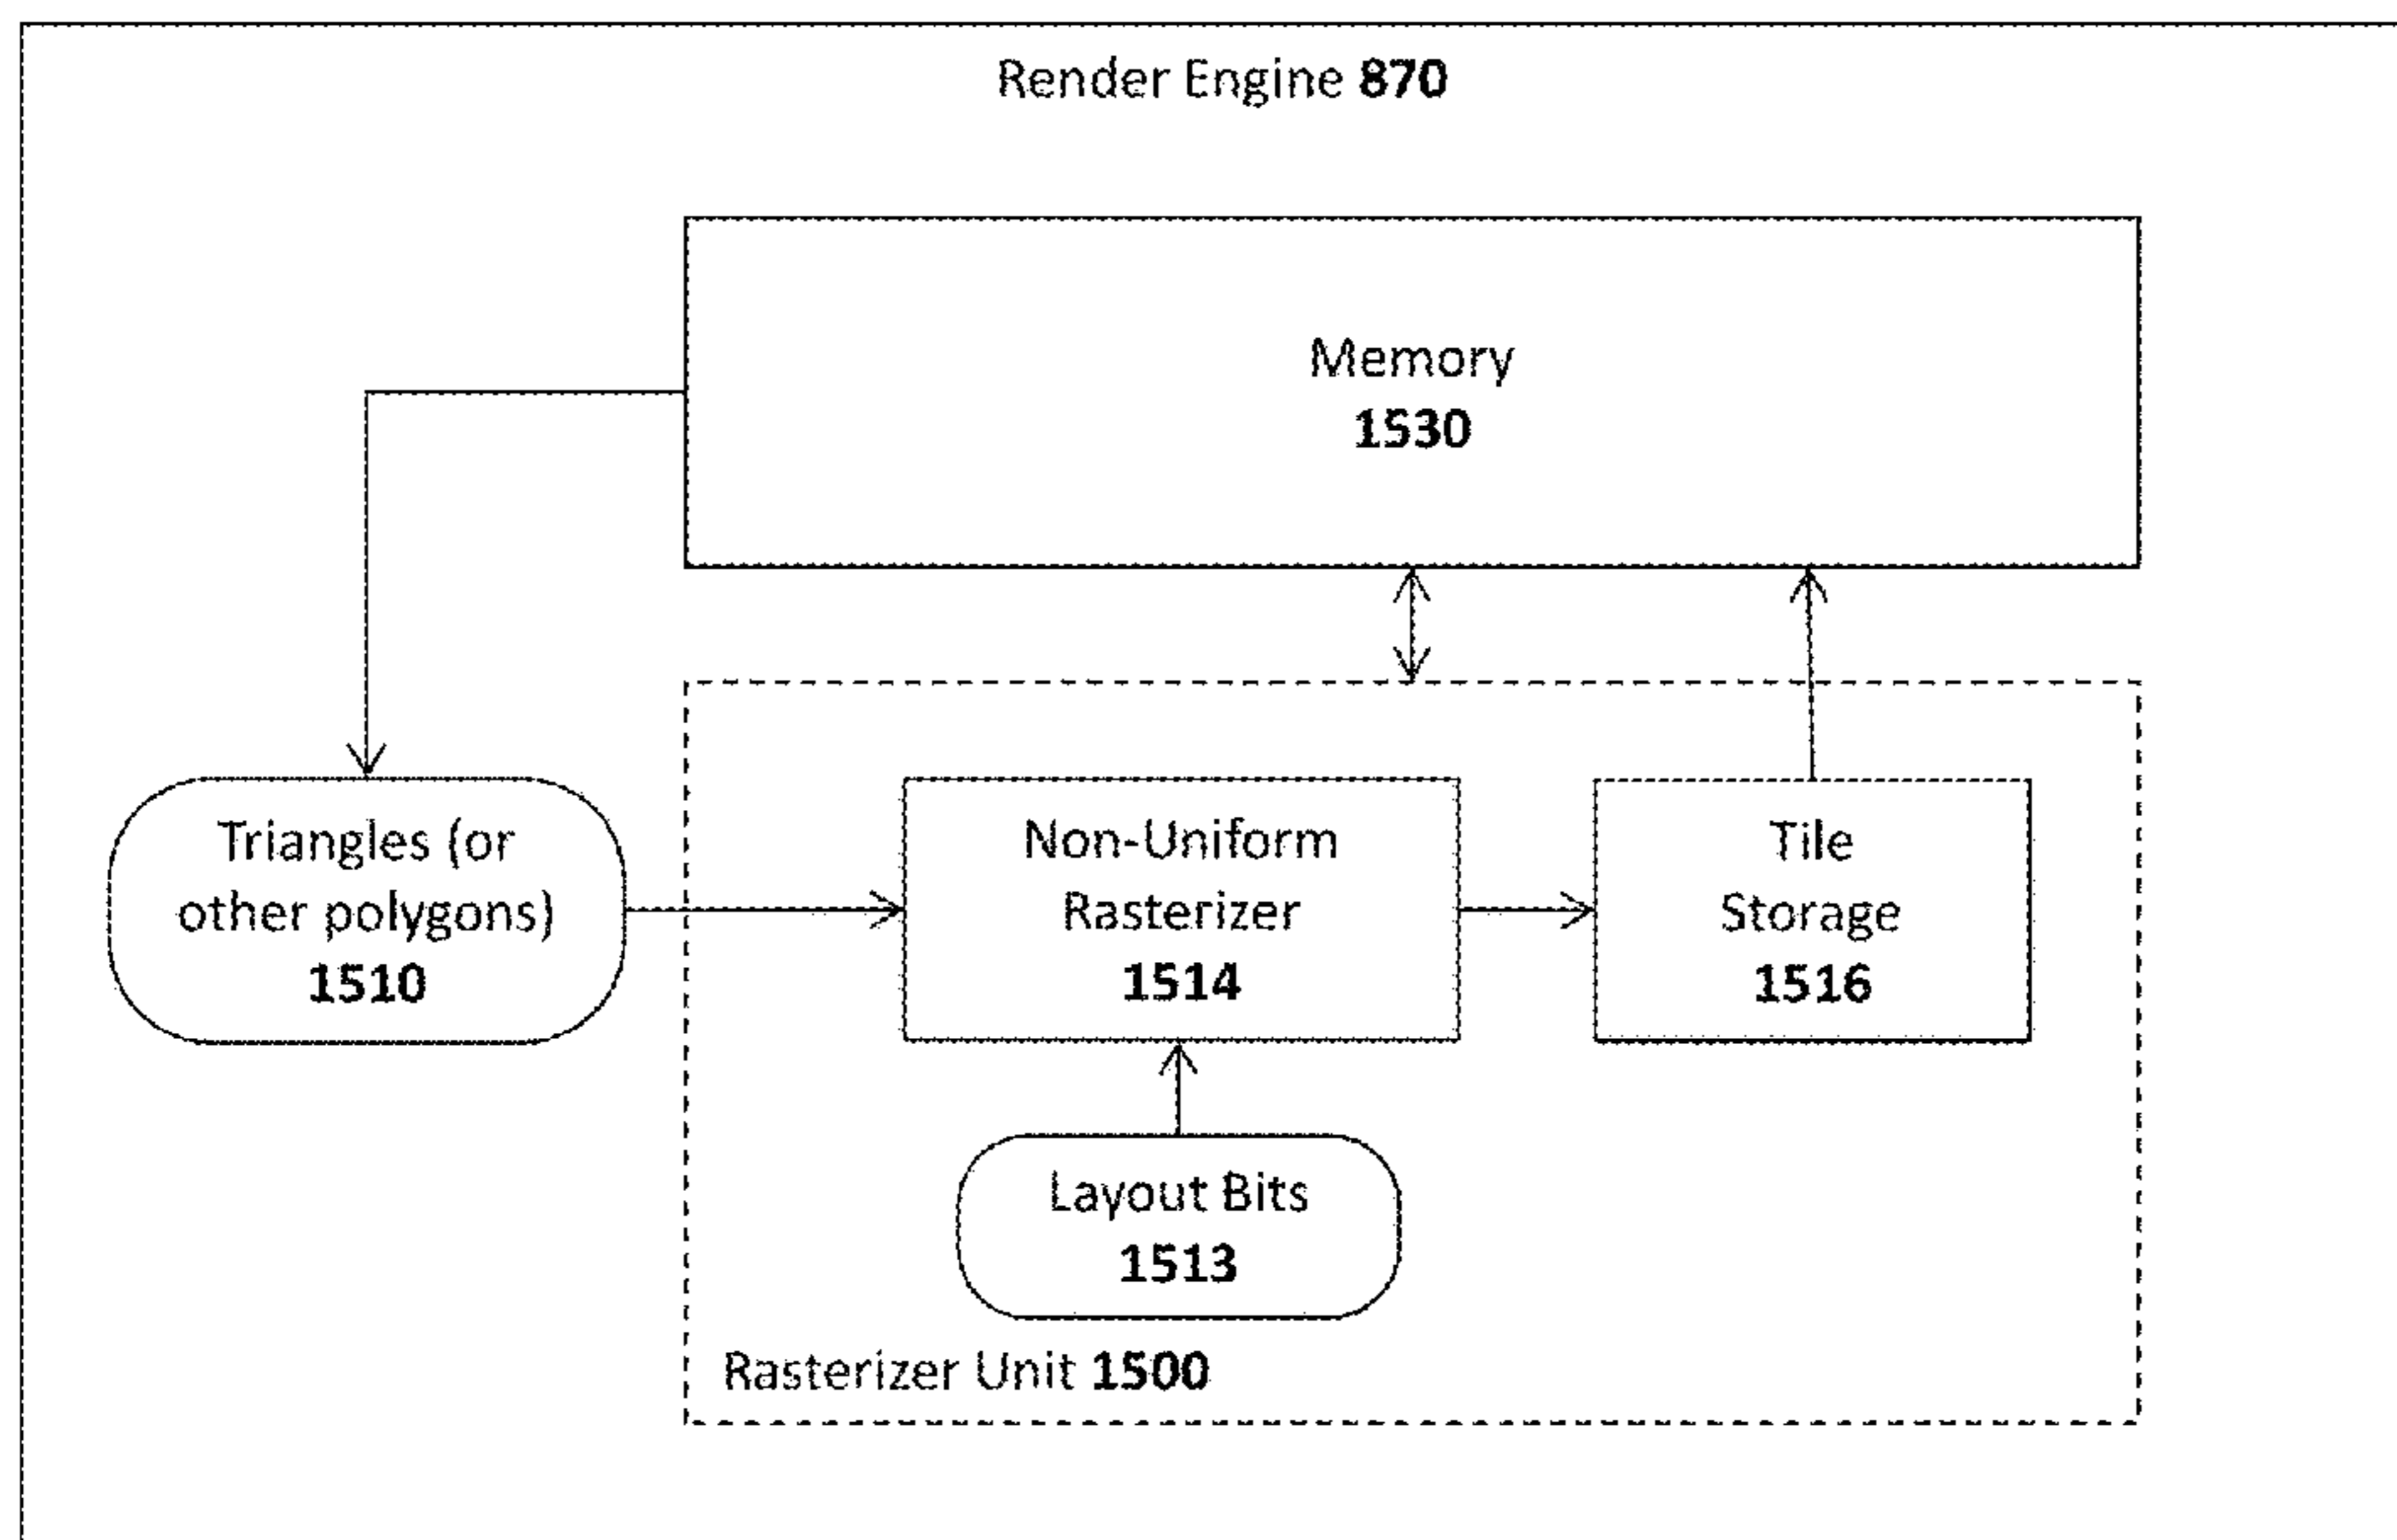 Render Engine 870
Memory
1530
Triangles (or
other polygons)
1510
Non-Uniform
Rasterizer
1514
Tile
Storage
1516
Layout Bits
1513
Rasterizer Unit 1500